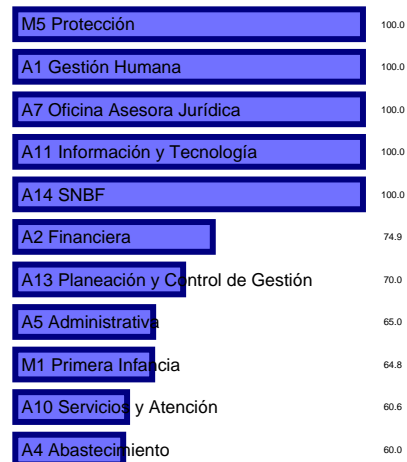 M5 Protección 100.0
A1 Gestión Humana 100.0
A7 Oficina Asesora Jurídica 100.0
A11 Información y Tecnología 100.0
A14 SNBF 100.0
A2 Financiera 74.9
A13 Planeación y Control de Gestión 70.0
A5 Administrativa 65.0
M1 Primera Infancia 64.8
A10 Servicios y Atención 60.6
A4 Abastecimiento 60.0